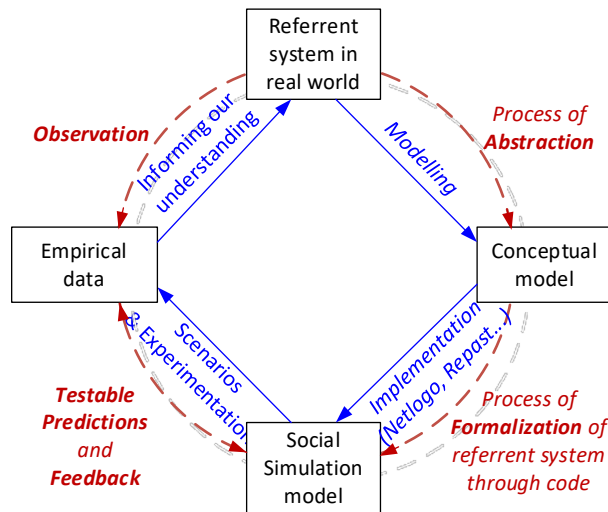 Referrent
system in
real world
Observation
Informing our
understanding
Modelling
Process of
Abstraction
Empirical
data
Conceptual
model
Scenarios
& Experimentation
Implementation
(Netlogo, Repast...)
Testable
Predictions
and
Feedback
Social
Simulation
model
Process of
Formalization of
referrent system
through code